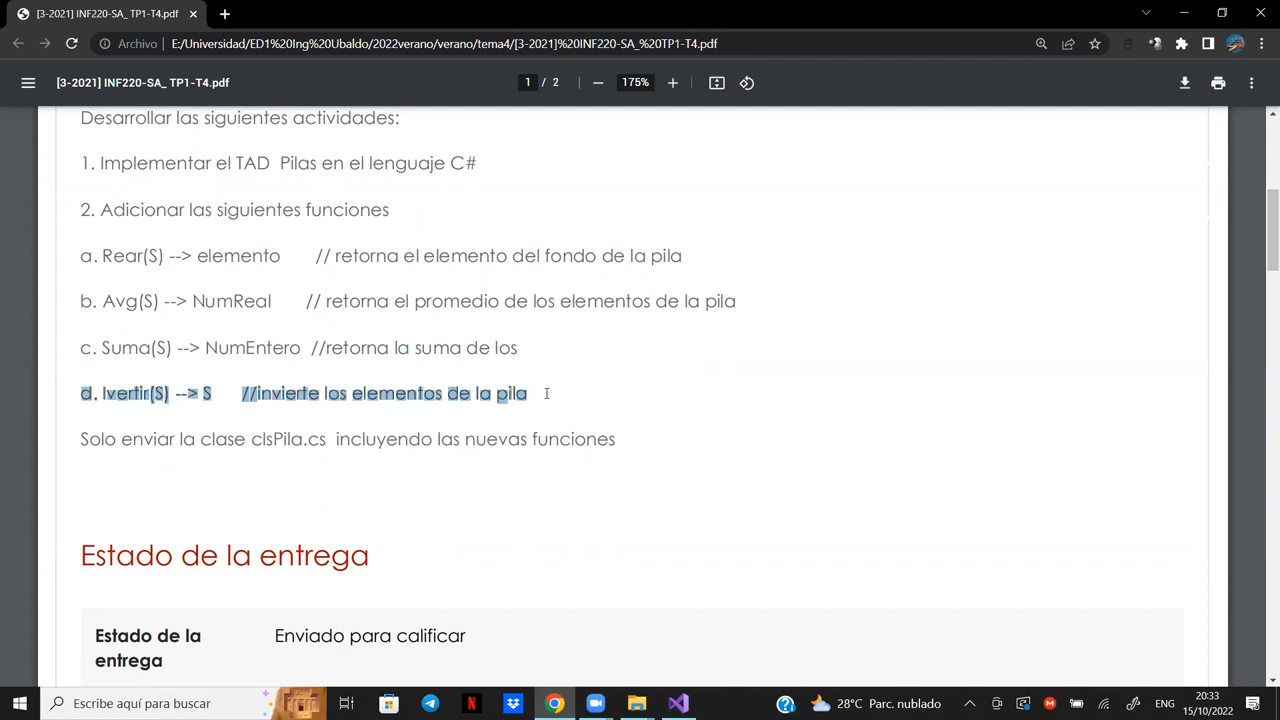 [3-2021] INF220-SA_TP1-T4.pdf
Archivo E:/Universidad/ED1%20Ing%20Ubaldo/2022verano/verano/tema4/[3-2021]%20INF220-SA_%20TP1-T4.pdf
[3-2021] INF220-SA_ TP1-T4.pdf
1 / 2
175%
Desarrollar las siguientes actividades:
1. Implementar el TAD Pilas en el lenguaje C#
2. Adicionar las siguientes funciones
a. Rear(S) --> elemento // retorna el elemento del fondo de la pila
b. Avg(S) --> NumReal // retorna el promedio de los elementos de la pila
c. Suma(S) --> NumEntero //retorna la suma de los
d. Ivertir(S) --> S //invierte los elementos de la pila
Solo enviar la clase clsPila.cs incluyendo las nuevas funciones
Estado de la entrega
Estado de la
entrega
Enviado para calificar
Escribe aquí para buscar
28°C Parc. nublado
ENG
20:33
15/10/2022